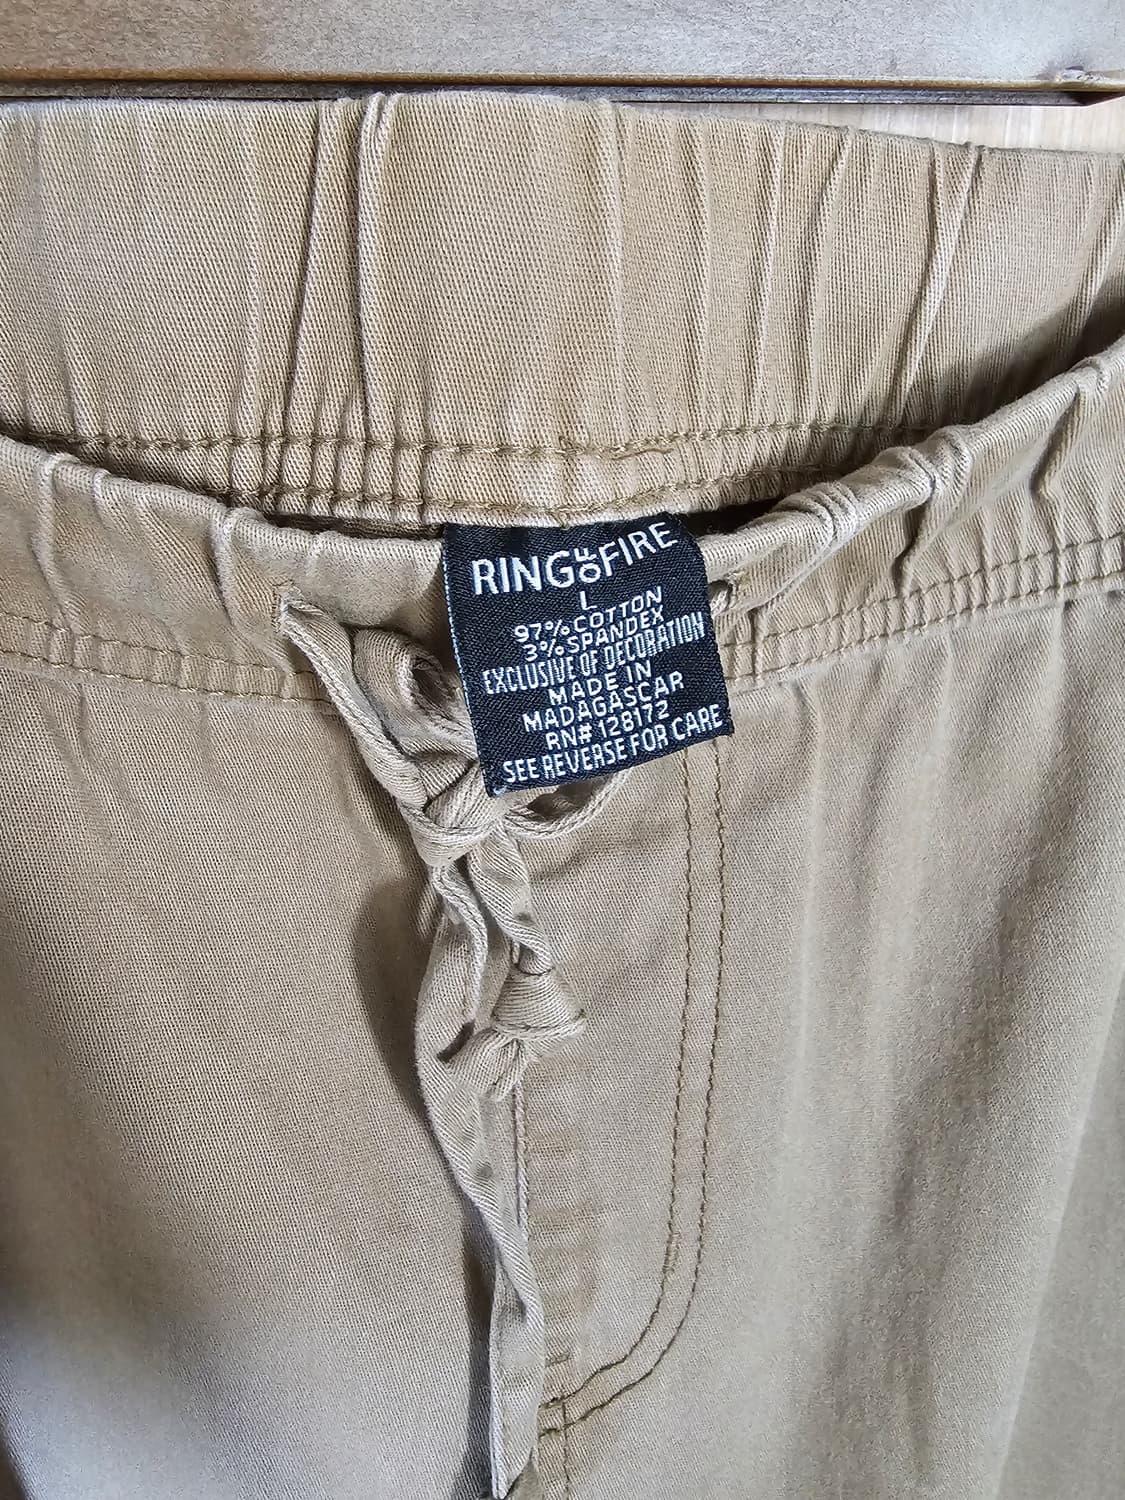 RING OF FIRE
L
97% COTTON
3% SPANDEX
EXCLUSIVE OF DECORATION
MADE IN
MADAGASCAR
RN# 128172
SEE REVERSE FOR CARE